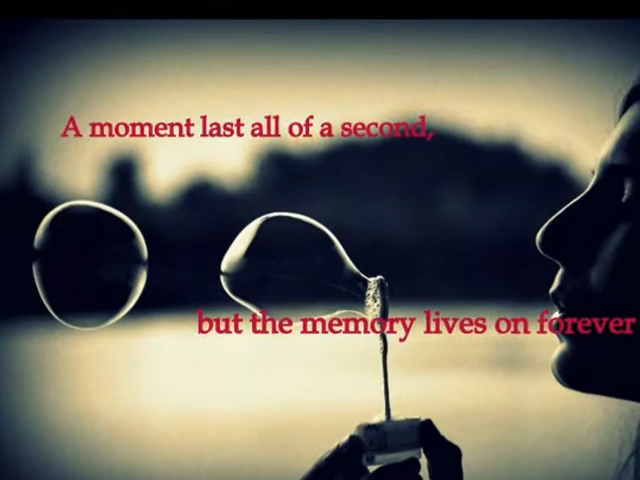 A moment last all of a second,
but the memory lives on forever